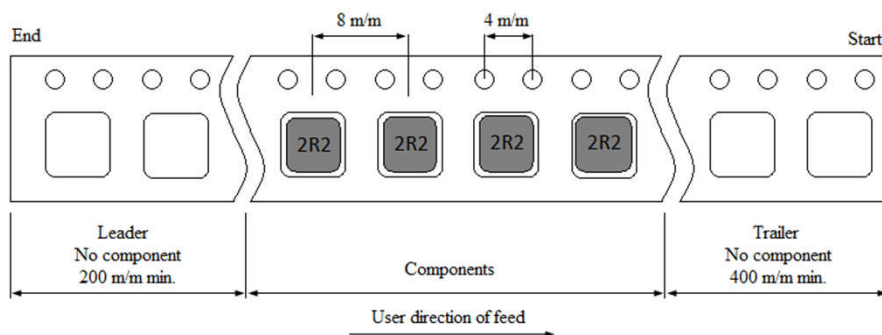 8 m/m
4 m/m
End
Start
2R2
2R2
2R2
2R2
Leader
No component
200 m/m min.
Components
Trailer
No component
400 m/m min.
User direction of feed